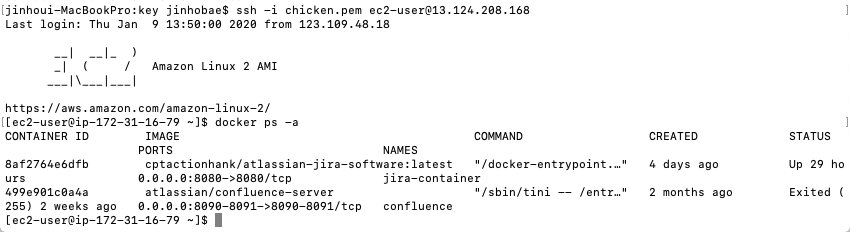 [jinhoui-MacBookPro:key jinhobae$ ssh -i chicken.pem ec2-user@13.124.208.168 ]
Last login: Thu Jan  9 13:50:00 2020 from 123.109.48.18

       __|  __|_  )
       _|  (     /   Amazon Linux 2 AMI
      ___|\___|___|

https://aws.amazon.com/amazon-linux-2/
[[ec2-user@ip-172-31-16-79 ~]$ docker ps -a ]
CONTAINER ID        IMAGE                                      COMMAND                  CREATED             STATUS
                    PORTS                              NAMES
8af2764e6dfb        cptactionhank/atlassian-jira-software:latest   "/docker-entrypoint.…"   4 days ago          Up 29 ho
urs                 0.0.0.0:8080->8080/tcp             jira-container
499e901c0a4a        atlassian/confluence-server                    "/sbin/tini -- /entr…"   2 months ago        Exited (
255) 2 weeks ago    0.0.0.0:8090-8091->8090-8091/tcp   confluence
[ec2-user@ip-172-31-16-79 ~]$